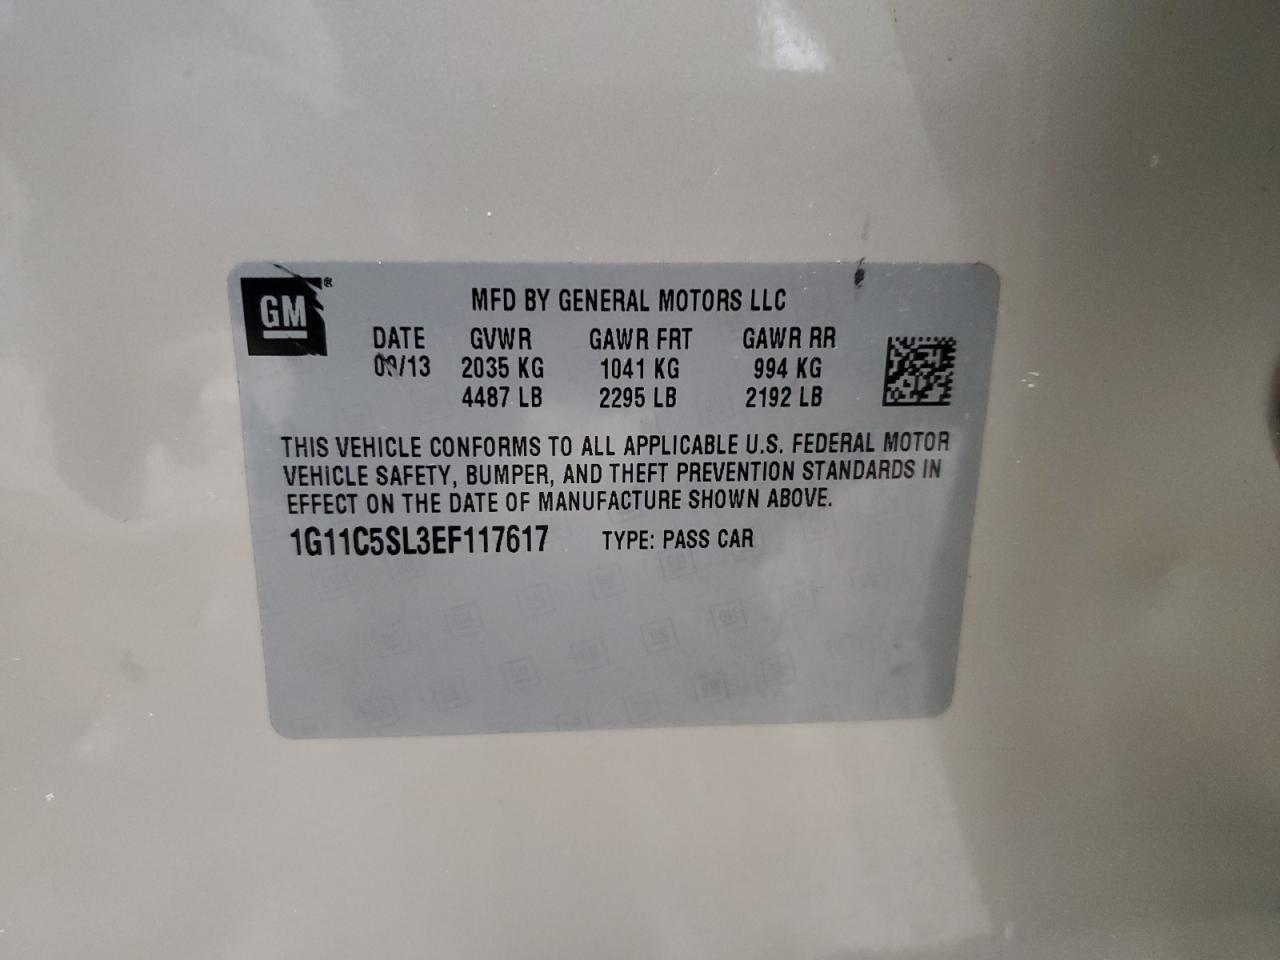 GM®
MFD BY GENERAL MOTORS LLC
DATE GVWR GAWR FRT GAWR RR
2035 KG 1041 KG 994 KG
4487 LB 2295 LB 2192 LB
THIS VEHICLE CONFORMS TO ALL APPLICABLE U.S. FEDERAL MOTOR
VEHICLE SAFETY, BUMPER, AND THEFT PREVENTION STANDARDS IN
EFFECT ON THE DATE OF MANUFACTURE SHOWN ABOVE.
1G11C5SL3EF117617 TYPE: PASS CAR